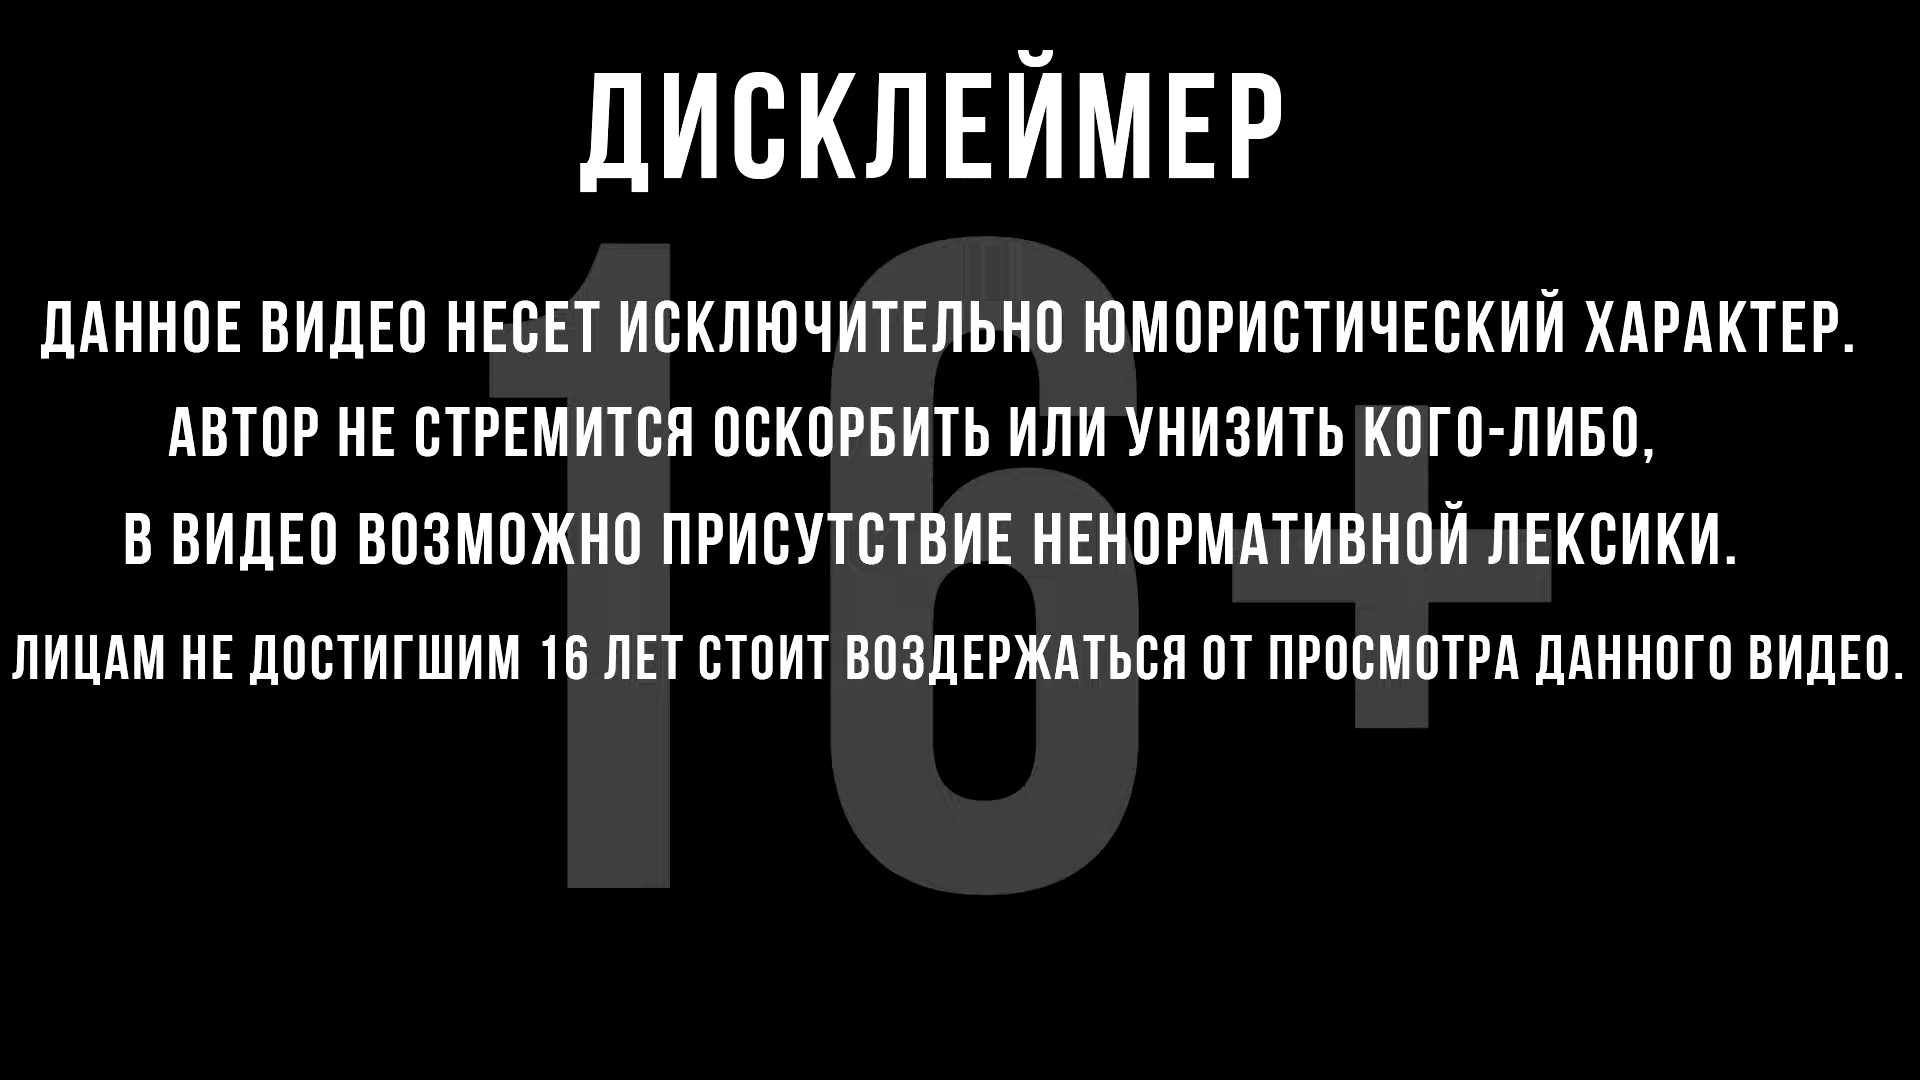 ДИСКЛЕЙМЕР
16+
ДАННОЕ ВИДЕО НЕСЕТ ИСКЛЮЧИТЕЛЬНО ЮМОРИСТИЧЕСКИЙ ХАРАКТЕР.
АВТОР НЕ СТРЕМИТСЯ ОСКОРБИТЬ ИЛИ УНИЗИТЬ КОГО-ЛИБО,
В ВИДЕО ВОЗМОЖНО ПРИСУТСТВИЕ НЕНОРМАТИВНОЙ ЛЕКСИКИ.
ЛИЦАМ НЕ ДОСТИГШИМ 16 ЛЕТ СТОИТ ВОЗДЕРЖАТЬСЯ ОТ ПРОСМОТРА ДАННОГО ВИДЕО.